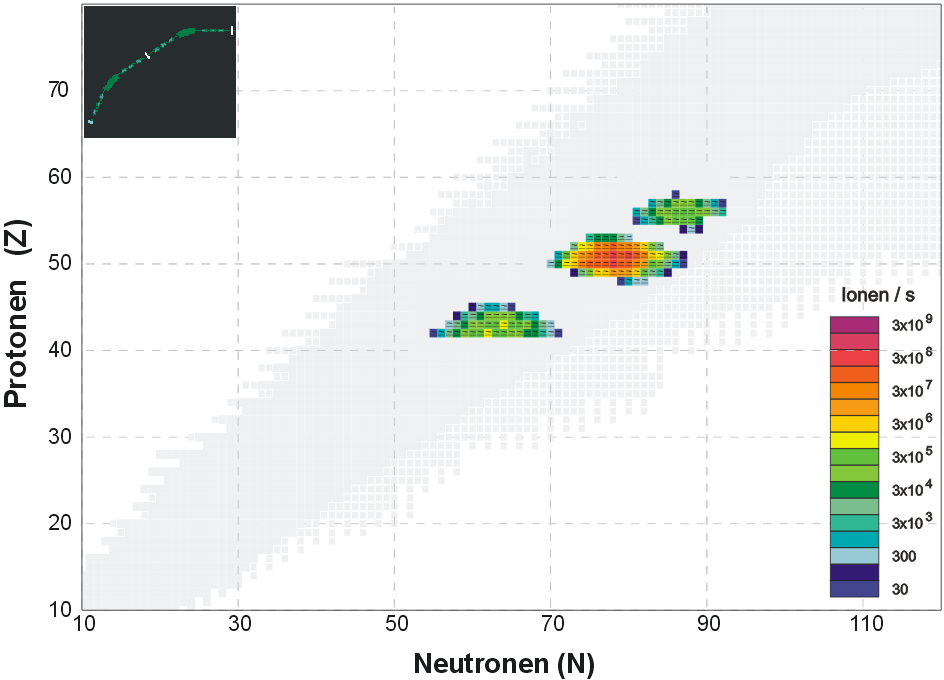 Protonen (Z)
70
60
50
40
30
20
10
10 30 50 70 90 110
Neutronen (N)
Ionen / s
3x10⁹
3x10⁸
3x10⁷
3x10⁶
3x10⁵
3x10⁴
3x10³
300
30